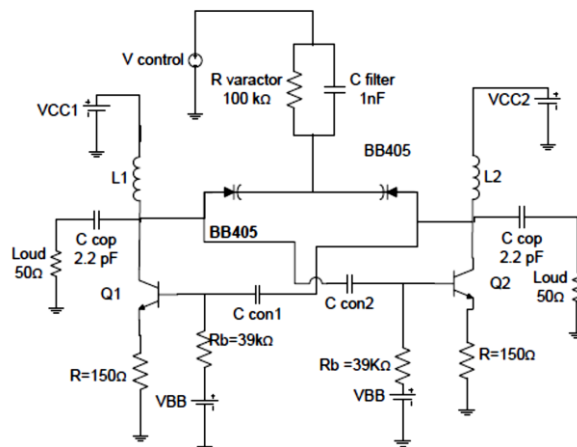 V control
R varactor
100 kΩ
C filter
1nF
VCC1
VCC2
BB405
L1
L2
BB405
C cop
2.2 pF
C cop
2.2 pF
Loud
50Ω
Loud
50Ω
Q1
C con1
C con2
Q2
Rb=39kΩ
Rb =39KΩ
R=150Ω
R=150Ω
VBB
VBB